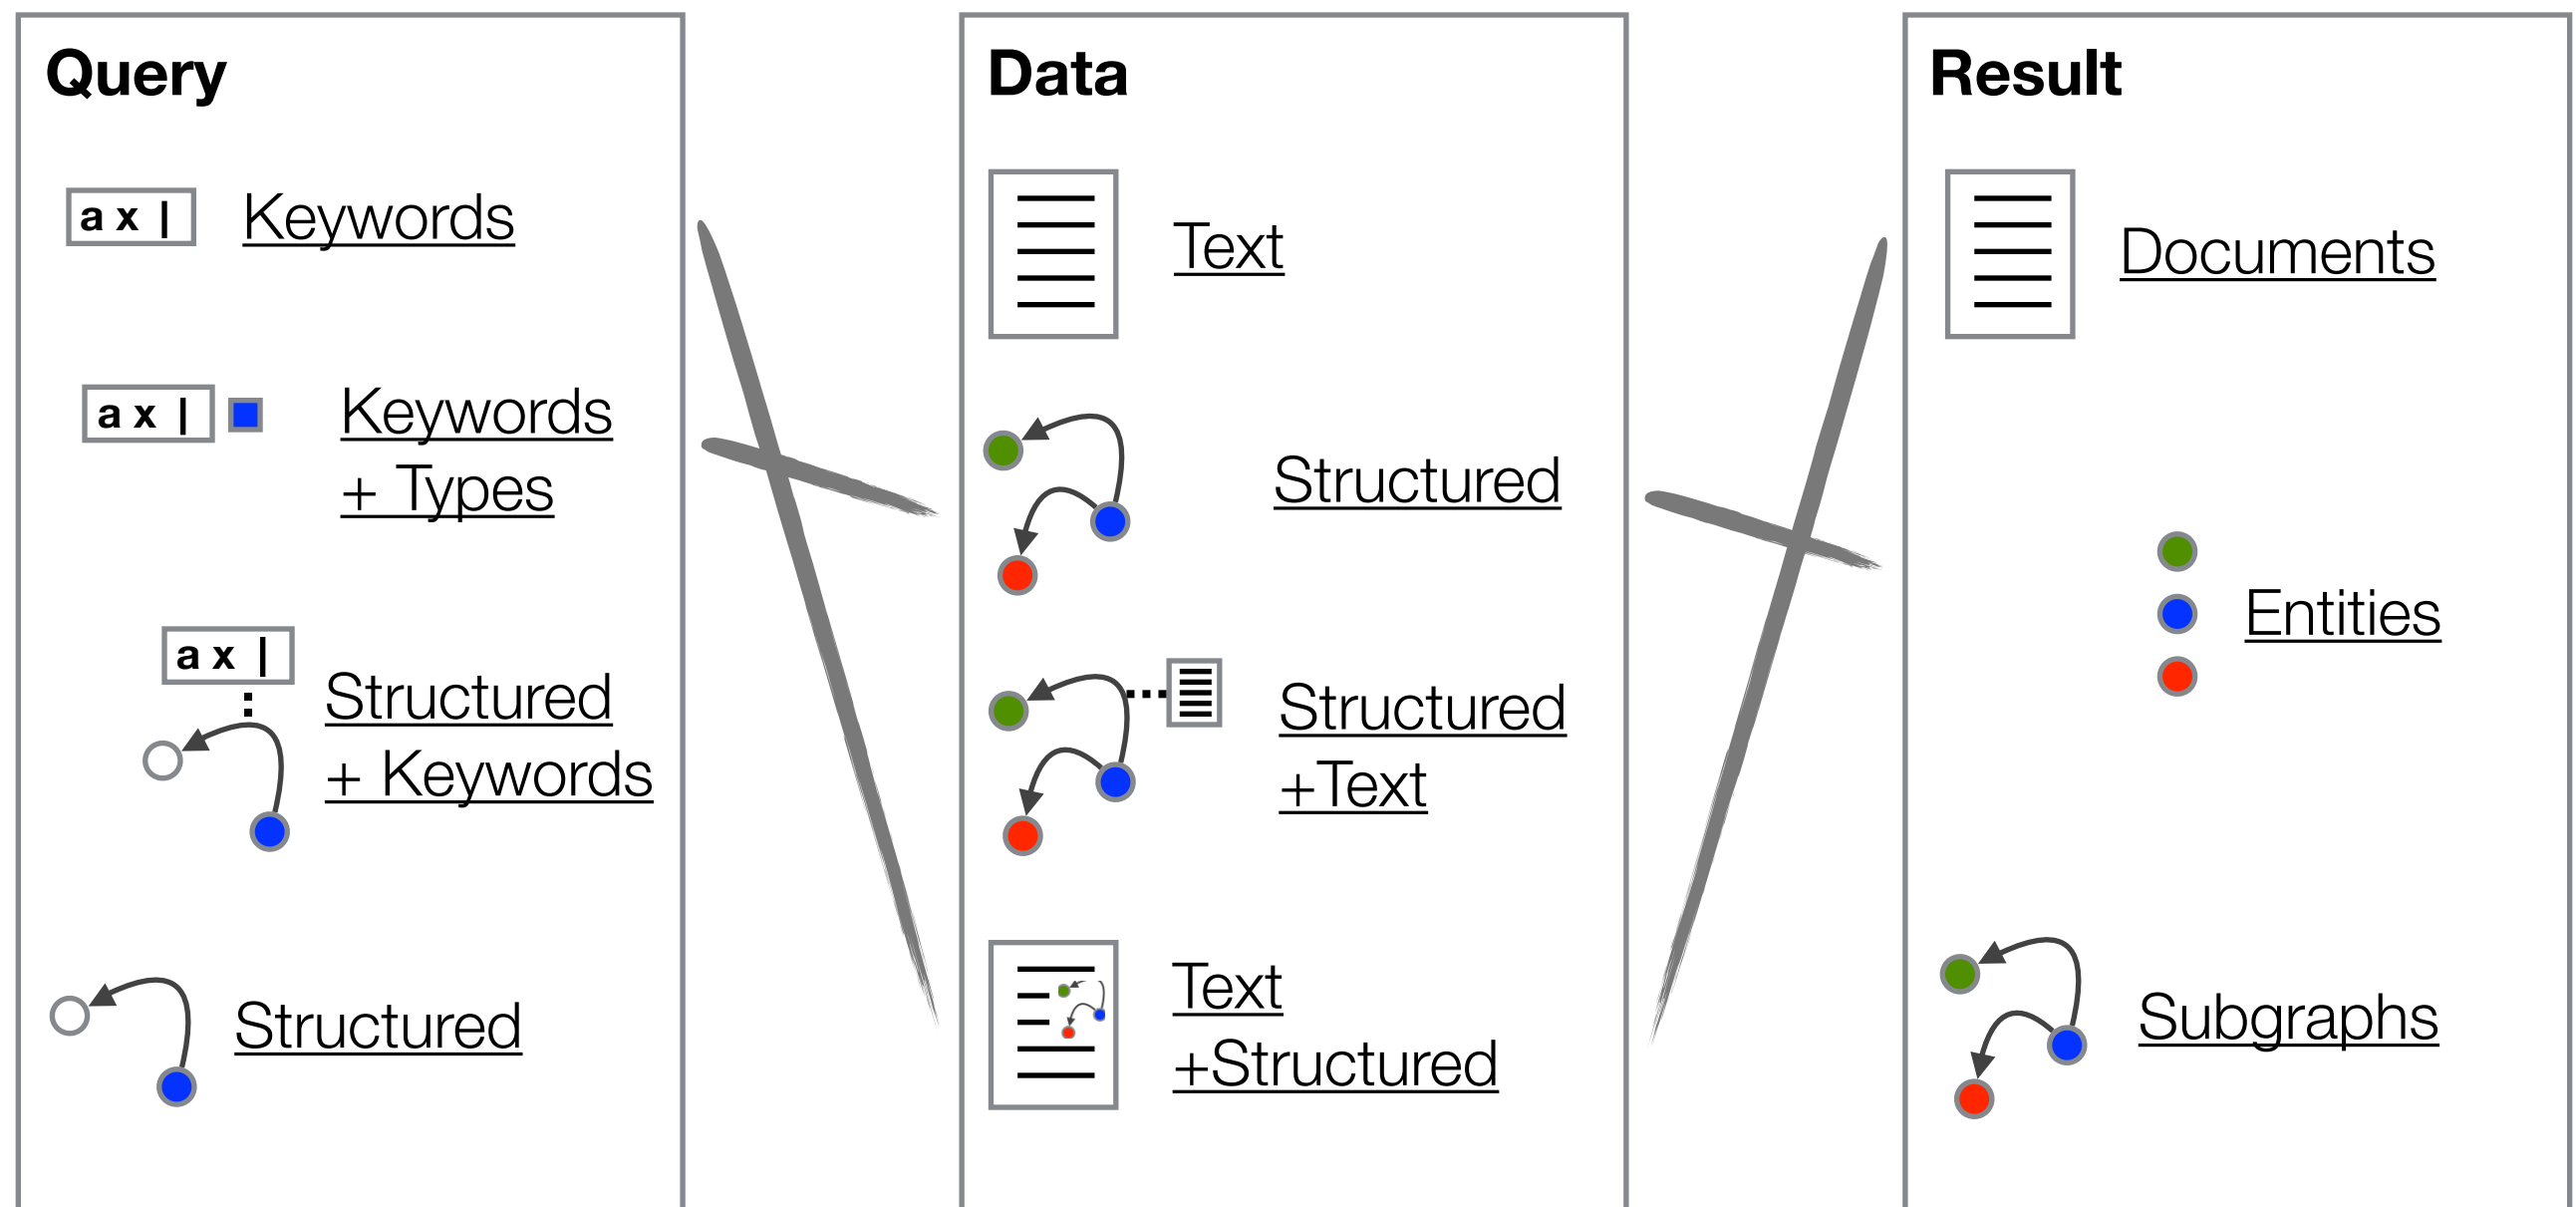 Query
a x |
Keywords
a x |
Keywords
+ Types
a x |
Structured
+ Keywords
Structured
Data
Text
Structured
Structured
+Text
Text
+Structured
Result
Documents
Entities
Subgraphs